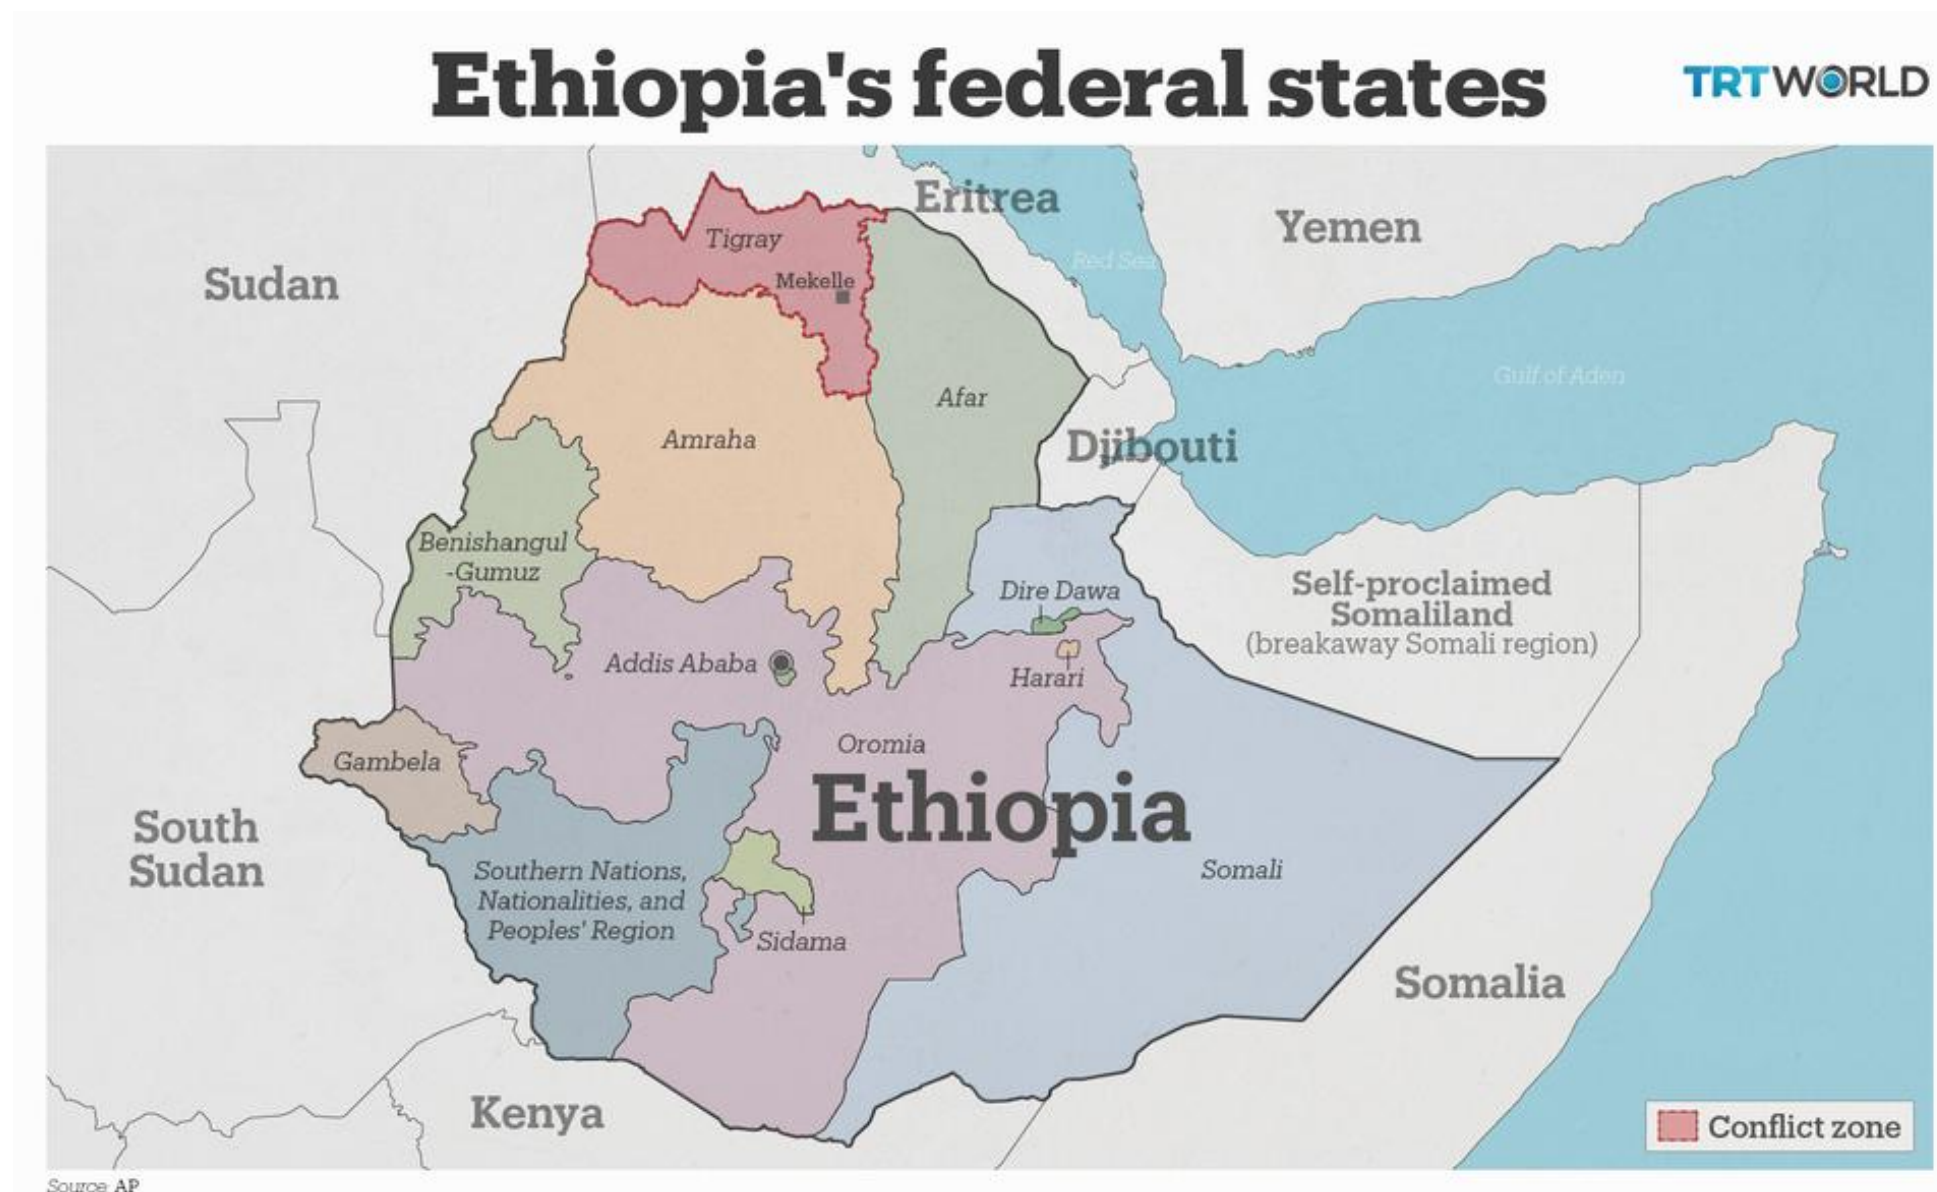 Ethiopia's federal states
TRTWORLD
Eritrea
Yemen
Tigray
Red Sea
Sudan
Mekelle
Gulf of Aden
Afar
Amraha
Djibouti
Benishangul
-Gumuz
Dire Dawa
Self-proclaimed
Somaliland
(breakaway Somali region)
Addis Ababa
Harari
Oromia
Gambela
Ethiopia
South
Sudan
Southern Nations,
Nationalities, and
Peoples' Region
Somali
Sidama
Somalia
Kenya
Conflict zone
Source: AP